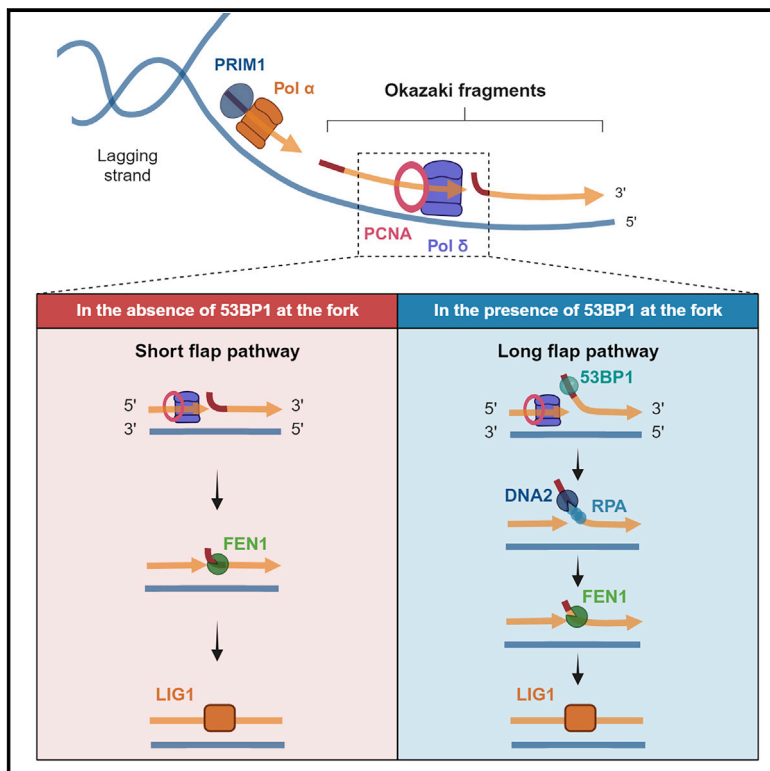 PRIM1
Pol α
Okazaki fragments
Lagging
strand
3'
5'
PCNA
Pol δ
In the absence of 53BP1 at the fork
Short flap pathway
5'
3'
3'
5'
FEN1
LIG1
In the presence of 53BP1 at the fork
Long flap pathway
53BP1
5'
3'
3'
5'
DNA2
RPA
FEN1
LIG1